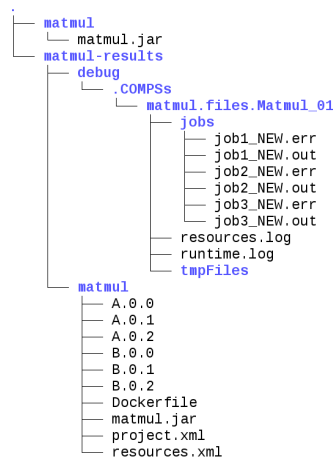 .
matmul
matmul.jar
matmul-results
debug
.COMPSs
matmul.files.Matmul_01
jobs
job1_NEW.err
job1_NEW.out
job2_NEW.err
job2_NEW.out
job3_NEW.err
job3_NEW.out
resources.log
runtime.log
tmpFiles
matmul
A.0.0
A.0.1
A.0.2
B.0.0
B.0.1
B.0.2
Dockerfile
matmul.jar
project.xml
resources.xml